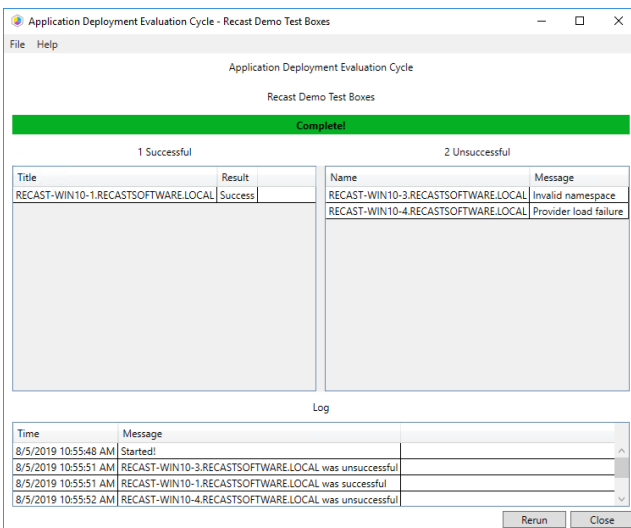 Application Deployment Evaluation Cycle - Recast Demo Test Boxes
File Help
Application Deployment Evaluation Cycle
Recast Demo Test Boxes
Complete!
1 Successful
Title Result
RECAST-WIN10-1.RECASTSOFTWARE.LOCAL Success
2 Unsuccessful
Name Message
RECAST-WIN10-3.RECASTSOFTWARE.LOCAL Invalid namespace
RECAST-WIN10-4.RECASTSOFTWARE.LOCAL Provider load failure
Log
Time Message
8/5/2019 10:55:48 AM Started!
8/5/2019 10:55:51 AM RECAST-WIN10-3.RECASTSOFTWARE.LOCAL was unsuccessful
8/5/2019 10:55:51 AM RECAST-WIN10-1.RECASTSOFTWARE.LOCAL was successful
8/5/2019 10:55:52 AM RECAST-WIN10-4.RECASTSOFTWARE.LOCAL was unsuccessful
Rerun Close